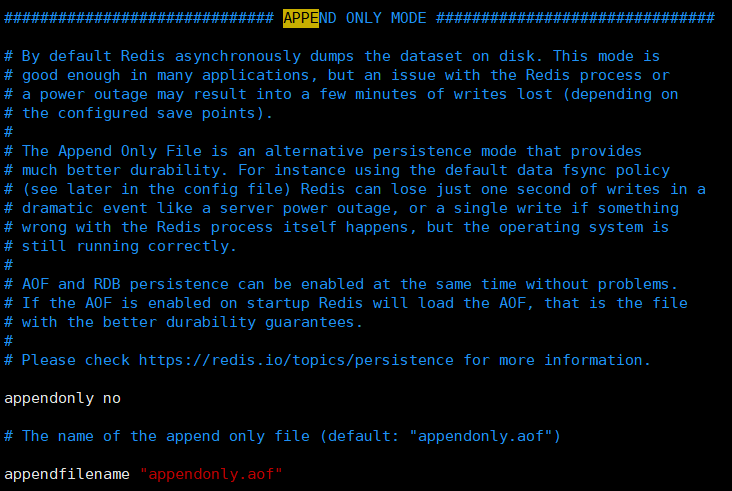 ############################## APPEND ONLY MODE ###############################
# By default Redis asynchronously dumps the dataset on disk. This mode is
# good enough in many applications, but an issue with the Redis process or
# a power outage may result into a few minutes of writes lost (depending on
# the configured save points).
#
# The Append Only File is an alternative persistence mode that provides
# much better durability. For instance using the default data fsync policy
# (see later in the config file) Redis can lose just one second of writes in a
# dramatic event like a server power outage, or a single write if something
# wrong with the Redis process itself happens, but the operating system is
# still running correctly.
#
# AOF and RDB persistence can be enabled at the same time without problems.
# If the AOF is enabled on startup Redis will load the AOF, that is the file
# with the better durability guarantees.
#
# Please check https://redis.io/topics/persistence for more information.
appendonly no
# The name of the append only file (default: "appendonly.aof")
appendfilename "appendonly.aof"